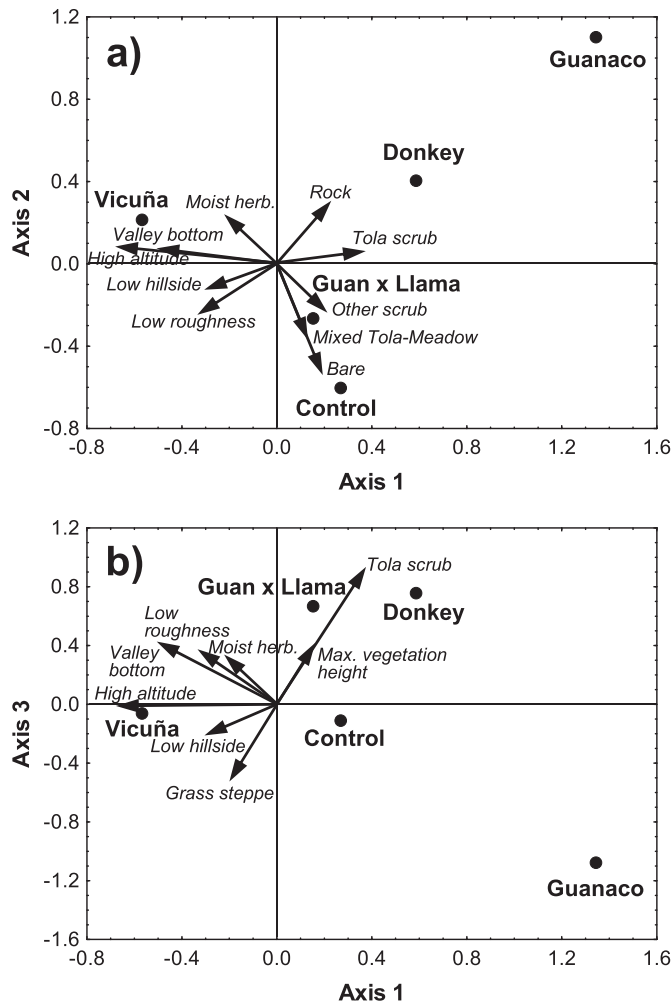 1.2
a)
Guanaco
0.8
Donkey
0.4
Vicuña
Moist herb.
Rock
Valley bottom
Tola scrub
Axis 2
0.0
High altitude
Low hillside
Guan x Llama
Other scrub
Low roughness
-0.4
Mixed Tola-Meadow
Bare
Control
-0.8
-0.8 -0.4 0.0 0.4 0.8 1.2 1.6
Axis 1
1.2
b)
Tola scrub
0.8
Guan x Llama
Donkey
Low
roughness
0.4
Moist herb.
Valley
bottom
Max. vegetation
height
High altitude
0.0
Axis 3
Vicuña
Low hillside
Control
-0.4
Grass steppe
-0.8
-1.2
Guanaco
-1.6
-0.8 -0.4 0.0 0.4 0.8 1.2 1.6
Axis 1